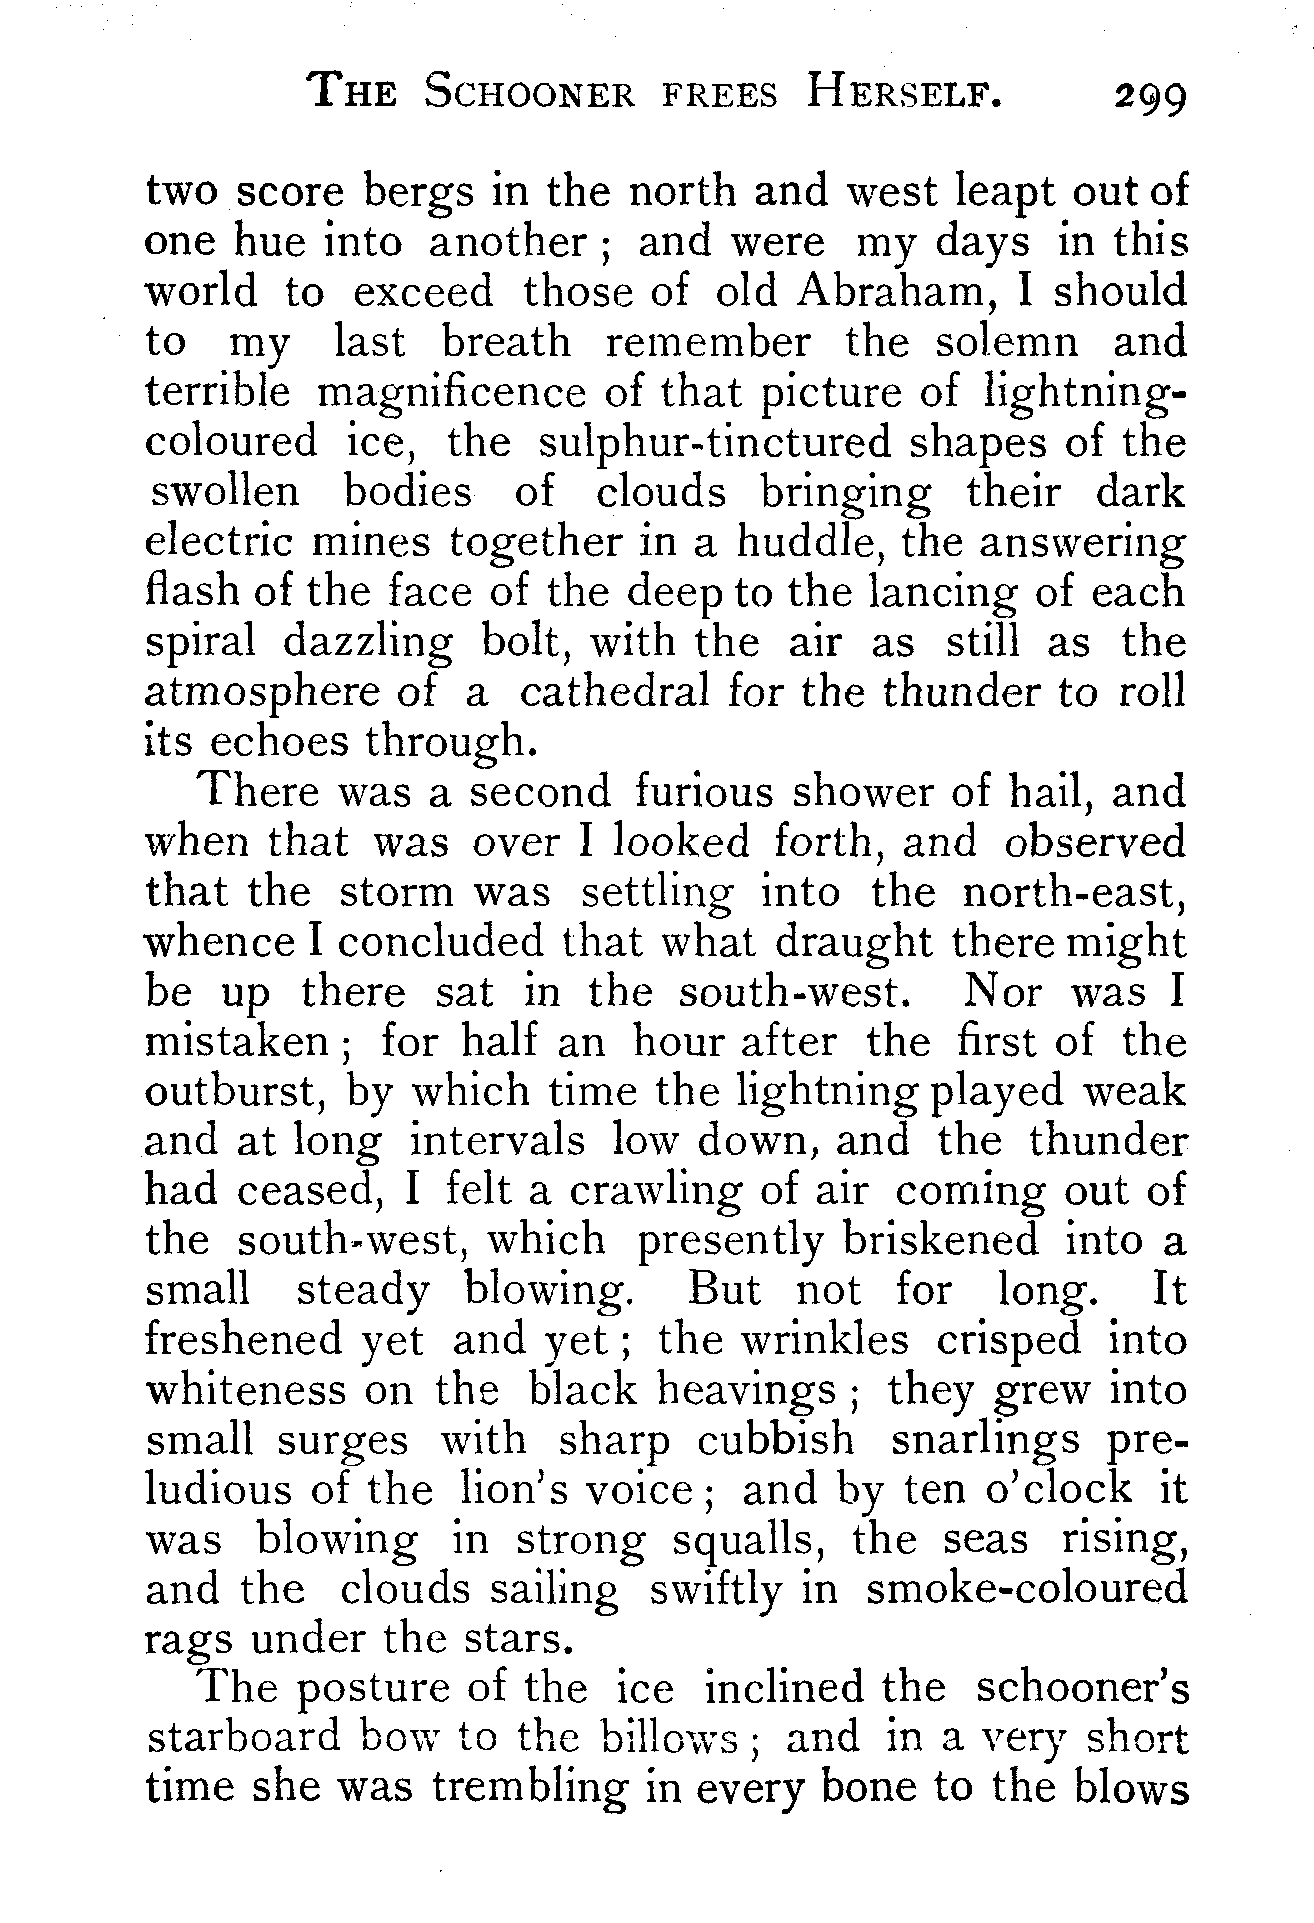 THE SCHOONER FREES HERSELF. 299
two score bergs in the north and west leapt out of
one hue into another ; and were my days in this
world to exceed those of old Abraham, I should
to my last breath remember the solemn and
terrible magnificence of that picture of lightning-
coloured ice, the sulphur-tinctured shapes of the
swollen bodies of clouds bringing their dark
electric mines together in a huddle, the answering
flash of the face of the deep to the lancing of each
spiral dazzling bolt, with the air as still as the
atmosphere of a cathedral for the thunder to roll
its echoes through.
There was a second furious shower of hail, and
when that was over I looked forth, and observed
that the storm was settling into the north-east,
whence I concluded that what draught there might
be up there sat in the south-west. Nor was I
mistaken ; for half an hour after the first of the
outburst, by which time the lightning played weak
and at long intervals low down, and the thunder
had ceased, I felt a crawling of air coming out of
the south-west, which presently briskened into a
small steady blowing. But not for long. It
freshened yet and yet ; the wrinkles crisped into
whiteness on the black heavings ; they grew into
small surges with sharp cubbish snarlings pre-
ludious of the lion's voice ; and by ten o'clock it
was blowing in strong squalls, the seas rising,
and the clouds sailing swiftly in smoke-coloured
rags under the stars.
The posture of the ice inclined the schooner's
starboard bow to the billows ; and in a very short
time she was trembling in every bone to the blows